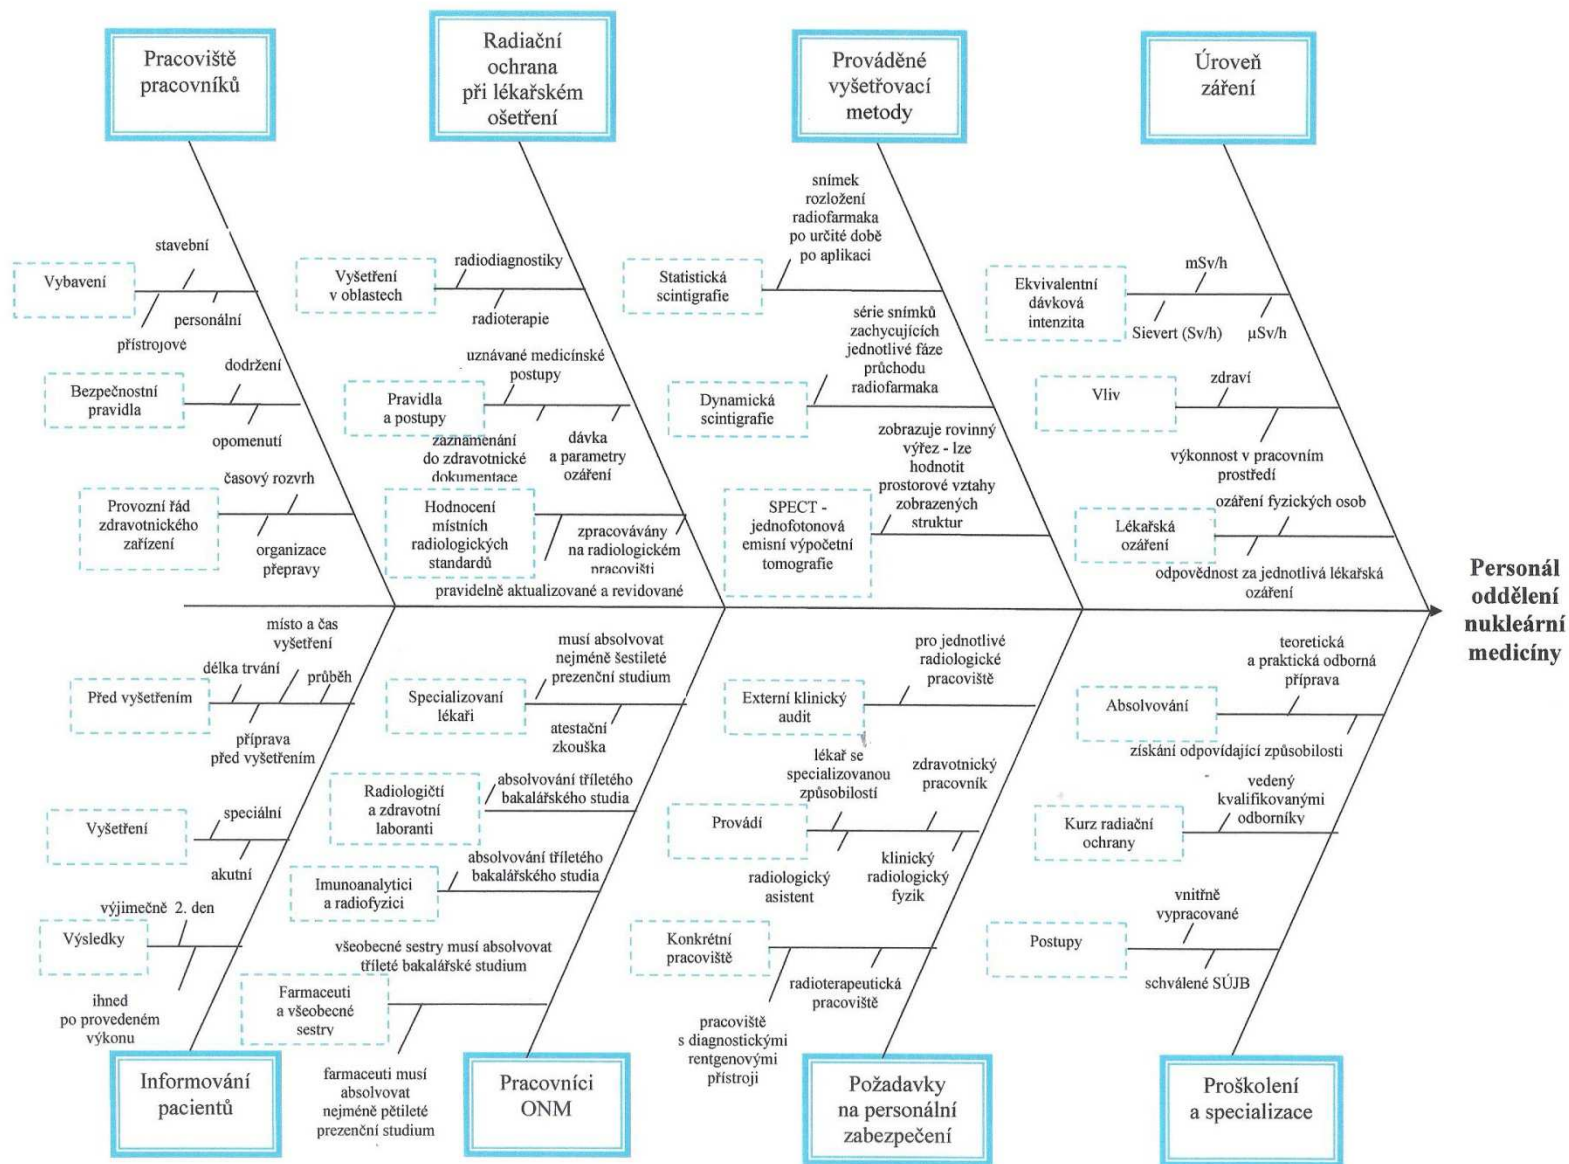 Pracoviště
pracovníků
Radiační
ochrana
při lékařském
ošetření
Prováděné
vyšetřovací
metody
Úroveň
záření
stavební
Vybavení
personální
přístrojové
dodržení
Bezpečnostní
pravidla
opomenutí
časový rozvrh
Provozní řád
zdravotnického
zařízení
organizace
přepravy
radiodiagnostiky
Vyšetření
v oblastech
radioterapie
uznávané medicínské
postupy
Pravidla
a postupy
zaznamenání
do zdravotnické
dokumentace
dávka
a parametry
ozáření
Hodnocení
místních
radiologických
standardů
zpracovávány
na radiologickém
pracovišti
pravidelně aktualizované a revidované
snímek
rozložení
radiofarmaka
po určité době
po aplikaci
Statistická
scintigrafie
série snímků
zachycujících
jednotlivé fáze
průchodu
radiofarmaka
Dynamická
scintigrafie
zobrazuje rovinný
výřez - lze
hodnotit
prostorové vztahy
zobrazených
struktur
SPECT -
jednofotonová
emisní výpočetní
tomografie
mSv/h
Ekvivalentní
dávková
intenzita
Sievert (Sv/h)
µSv/h
zdraví
Vliv
výkonnost v pracovním
prostředí
ozáření fyzických osob
Lékařská
ozáření
odpovědnost za jednotlivá lékařská
ozáření
Personál
oddělení
nukleární
medicíny
místo a čas
vyšetření
délka trvání
průběh
Před vyšetřením
příprava
před vyšetřením
speciální
Vyšetření
akutní
výjimečně 2. den
Výsledky
ihned
po provedeném
výkonu
musí absolvovat
nejméně šestileté
prezenční studium
Specializovaní
lékaři
atestační
zkouška
absolvování tříletého
bakalářského studia
Radiologičtí
a zdravotní
laboranti
absolvování tříletého
bakalářského studia
Imunoanalytici
a radiofyzici
všeobecné sestry musí absolvovat
tříleté bakalářské studium
Farmaceuti
a všeobecné
sestry
farmaceuti musí
absolvovat
nejméně pětileté
prezenční studium
pro jednotlivé
radiologické
pracoviště
Externí klinický
audit
lékař se
specializovanou
způsobilostí
zdravotnický
pracovník
Provádí
radiologický
asistent
klinický
radiologický
fyzik
Konkrétní
pracoviště
radioterapeutická
pracoviště
pracoviště
s diagnostickými
rentgenovými
přístroji
teoretická
a praktická odborná
příprava
Absolvování
získání odpovídající způsobilosti
vedený
kvalifikovanými
odborníky
Kurz radiační
ochrany
vnitřně
vypracované
Postupy
schválené SÚJB
Informování
pacientů
Pracovníci
ONM
Požadavky
na personální
zabezpečení
Proškolení
a specializace